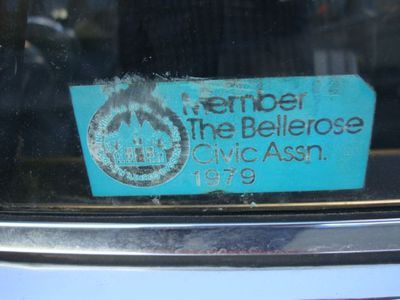 Member
The Bellerose
Civic Assn.
1979